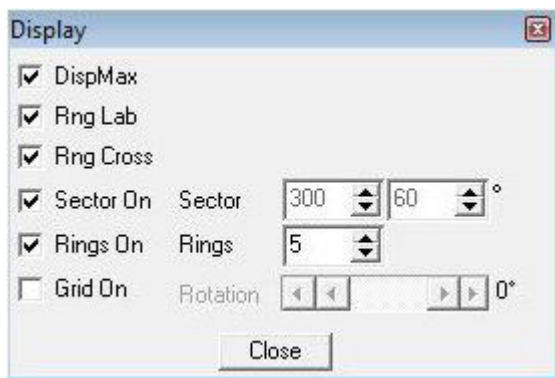 Display
DispMax
Rng Lab
Rng Cross
Sector On Sector 300 60 °
Rings On Rings 5
Grid On Rotation 0°
Close